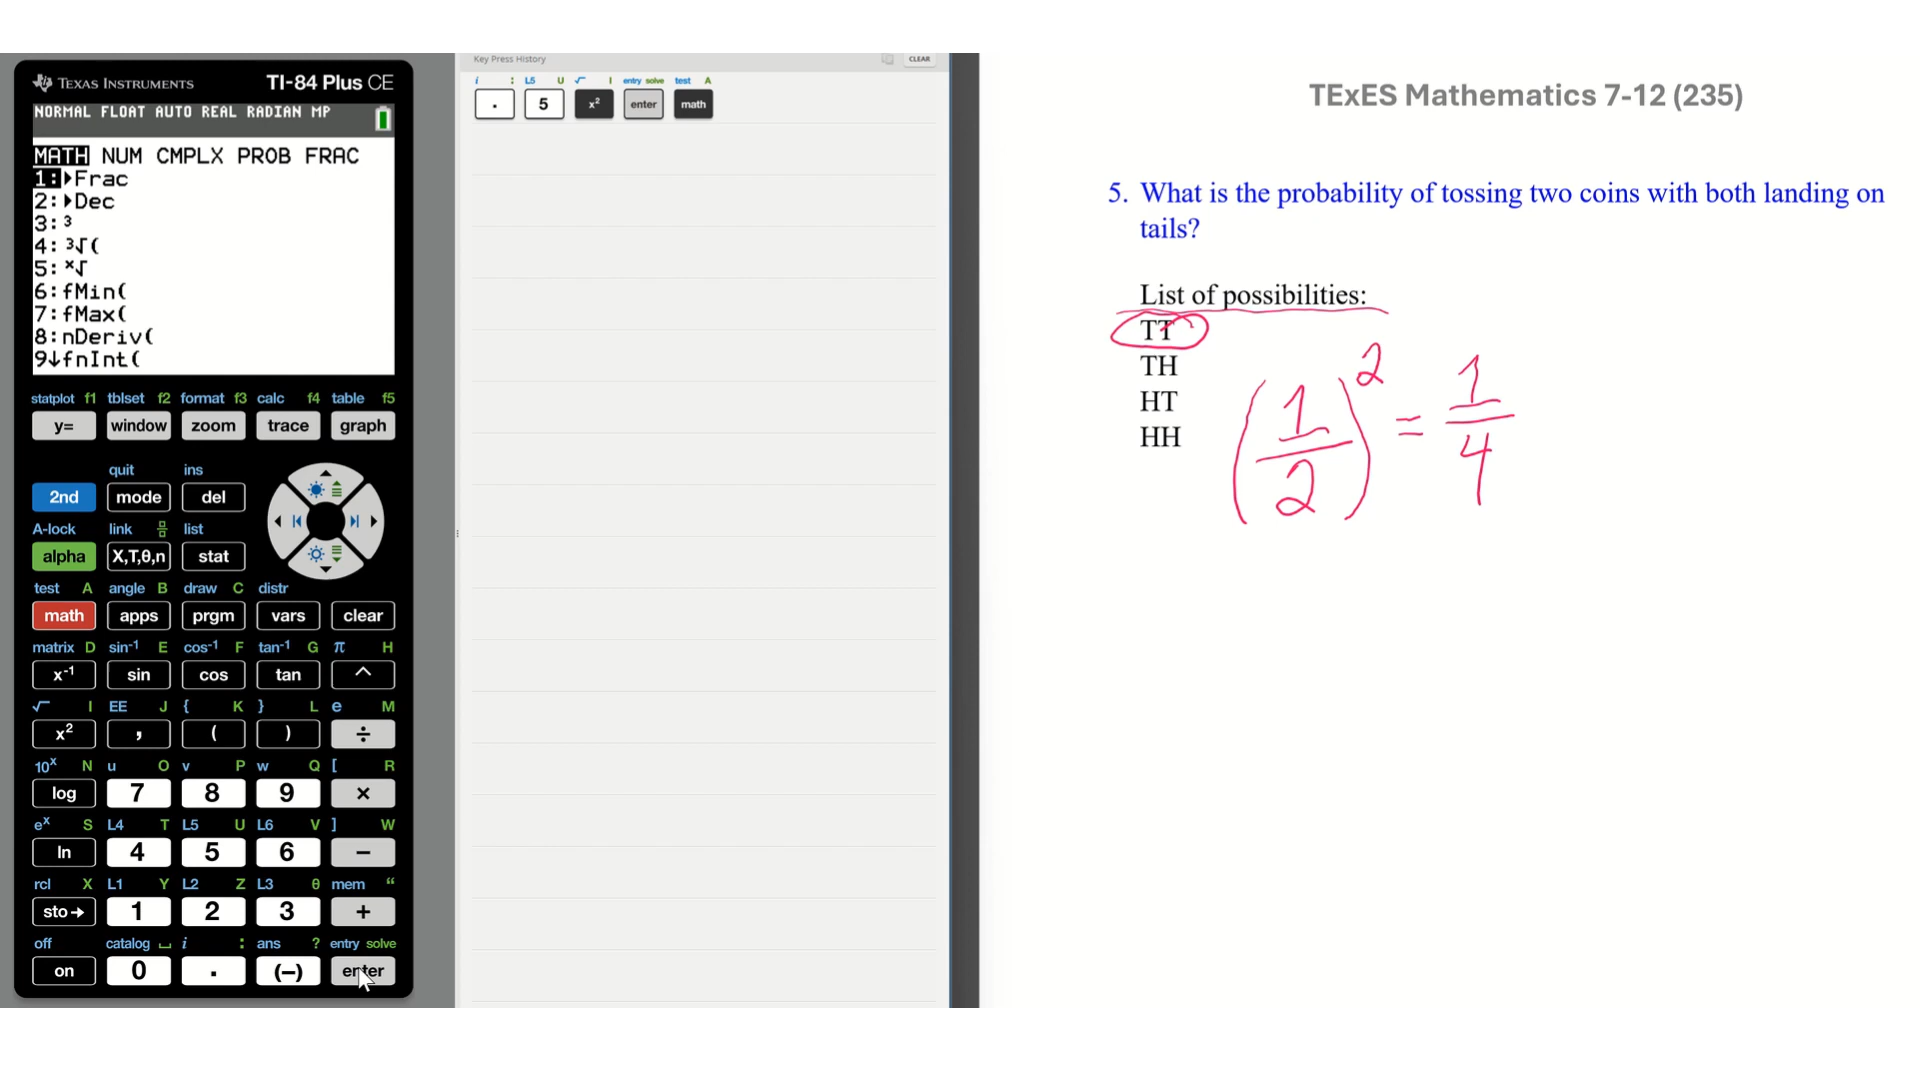 TEXAS INSTRUMENTS TI-84 Plus CE
NORMAL FLOAT AUTO REAL RADIAN MP
MATH NUM CMPLX PROB FRAC
1:▶Frac
2:▶Dec
3:³
4:³√(
5:ˣ√
6:fMin(
7:fMax(
8:nDeriv(
9↓fnInt(
statplot f1 tblset f2 format f3 calc f4 table f5
y= window zoom trace graph
quit ins
2nd mode del
A-lock link list
alpha X,T,θ,n stat
test A angle B draw C distr
math apps prgm vars clear
matrix D sin⁻¹ E cos⁻¹ F tan⁻¹ G π H
x⁻¹ sin cos tan ^
√ I EE J { K } L e M
x² , ( ) ÷
10ˣ N u O v P w Q [ R
log 7 8 9 ×
eˣ S L4 T L5 U L6 V ] W
ln 4 5 6 −
rcl X L1 Y L2 Z L3 θ mem “
sto→ 1 2 3 +
off catalog ⎵ i : ans ? entry solve
on 0 . (−) enter
Key Press History CLEAR
i : L5 U √ I entry solve test A
. 5 x² enter math
TExES Mathematics 7-12 (235)
5. What is the probability of tossing two coins with both landing on
tails?
List of possibilities:
TT
TH
HT
HH
(1/2)² = 1/4